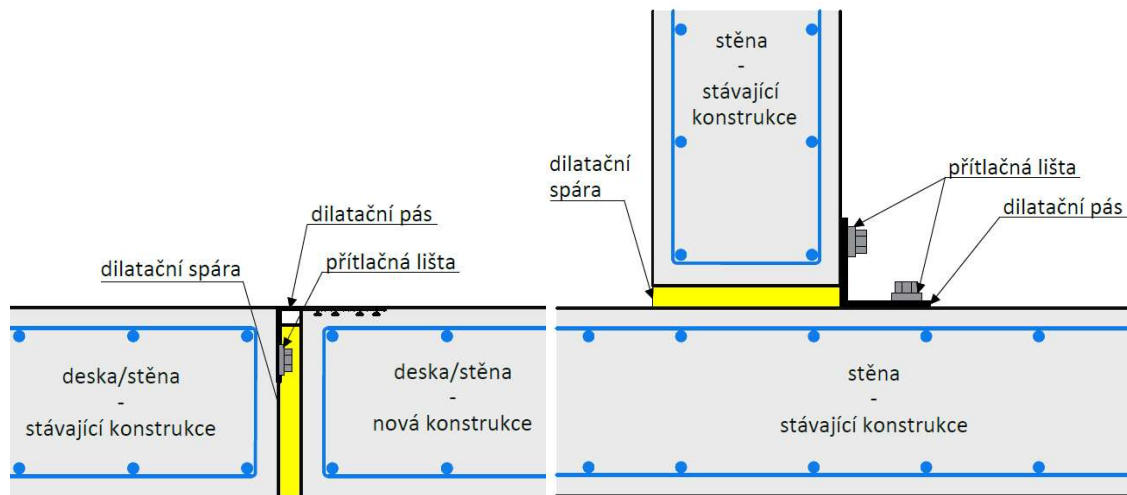 dilatační pás
dilatační spára
přítlačná lišta
deska/stěna
-
stávající konstrukce
deska/stěna
-
nová konstrukce
stěna
-
stávající
konstrukce
dilatační
spára
přítlačná lišta
dilatační pás
stěna
-
stávající konstrukce